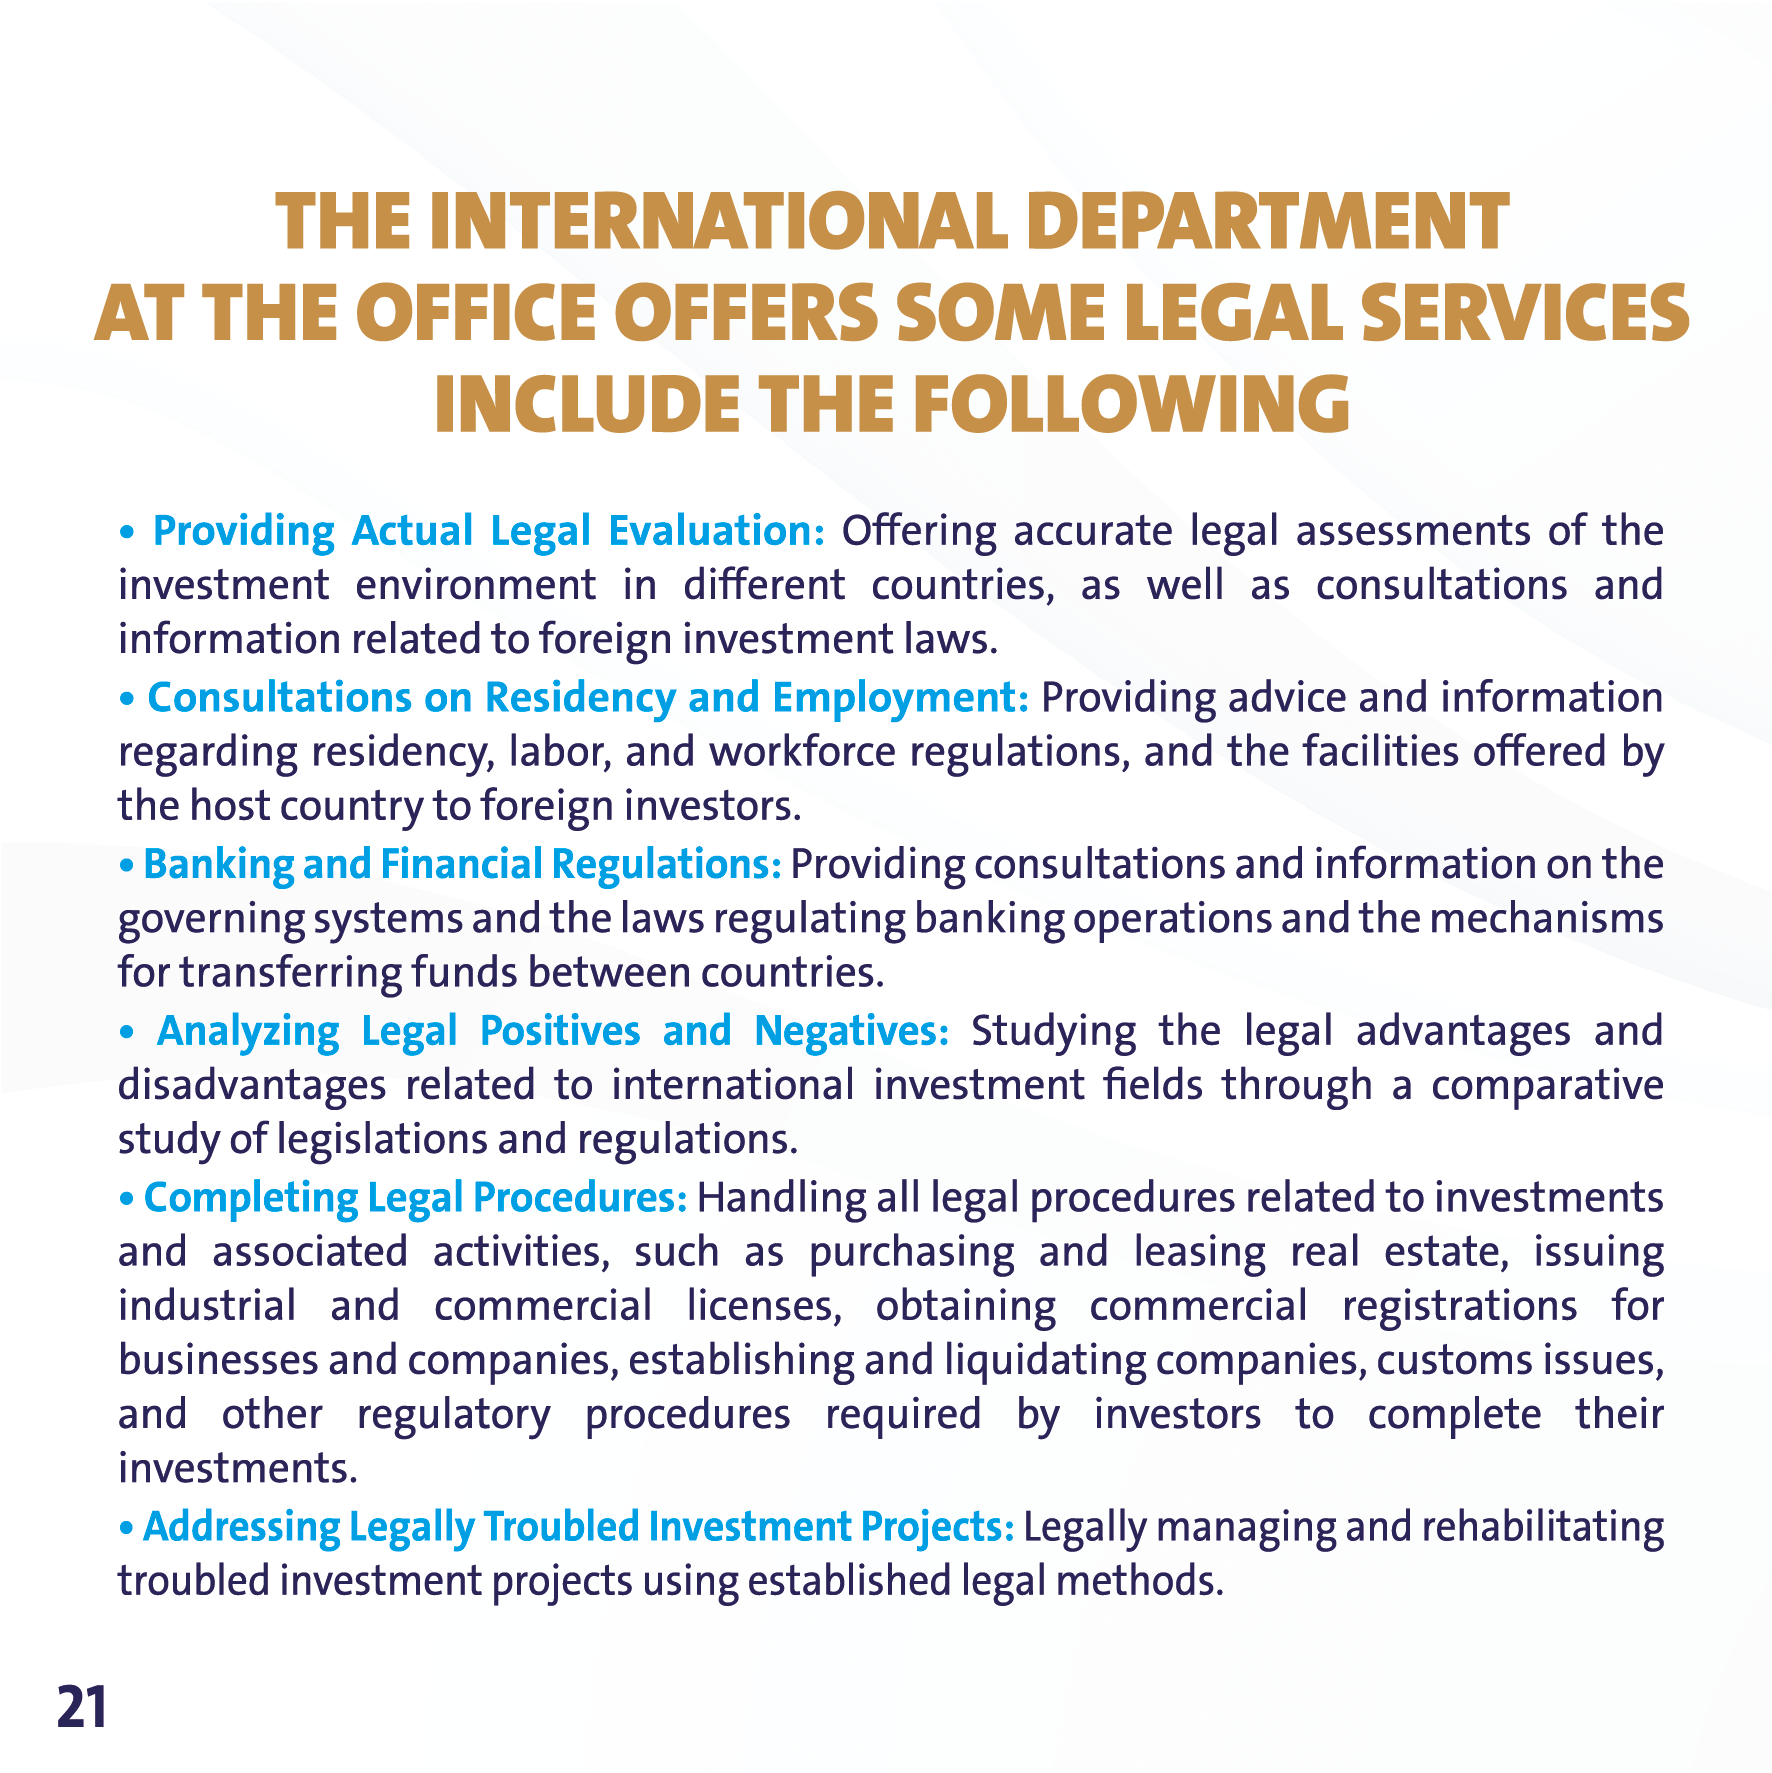 THE INTERNATIONAL DEPARTMENT
AT THE OFFICE OFFERS SOME LEGAL SERVICES
INCLUDE THE FOLLOWING
• Providing Actual Legal Evaluation: Offering accurate legal assessments of the
investment environment in different countries, as well as consultations and
information related to foreign investment laws.
• Consultations on Residency and Employment: Providing advice and information
regarding residency, labor, and workforce regulations, and the facilities offered by
the host country to foreign investors.
• Banking and Financial Regulations: Providing consultations and information on the
governing systems and the laws regulating banking operations and the mechanisms
for transferring funds between countries.
• Analyzing Legal Positives and Negatives: Studying the legal advantages and
disadvantages related to international investment fields through a comparative
study of legislations and regulations.
• Completing Legal Procedures: Handling all legal procedures related to investments
and associated activities, such as purchasing and leasing real estate, issuing
industrial and commercial licenses, obtaining commercial registrations for
businesses and companies, establishing and liquidating companies, customs issues,
and other regulatory procedures required by investors to complete their
investments.
• Addressing Legally Troubled Investment Projects: Legally managing and rehabilitating
troubled investment projects using established legal methods.
21